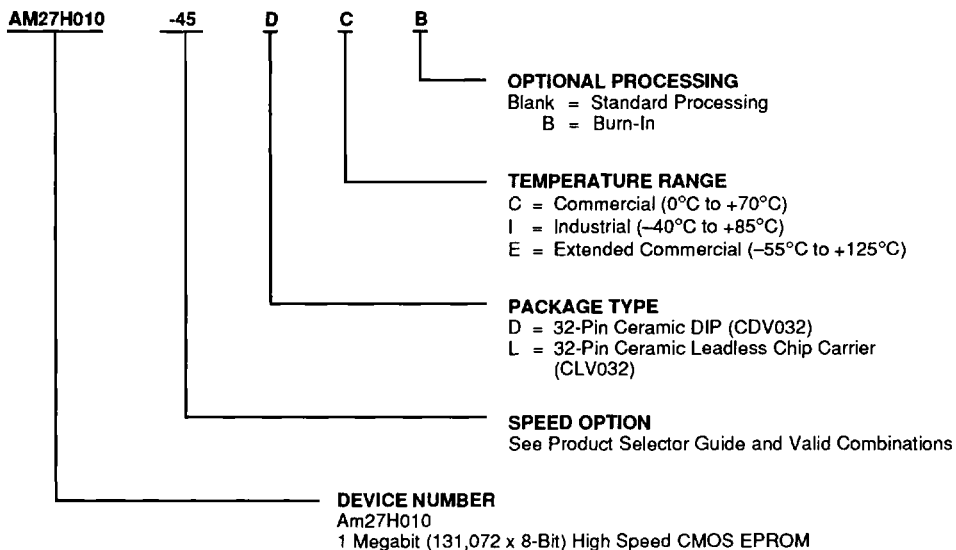 AM27H010 -45 D C B
OPTIONAL PROCESSING
Blank = Standard Processing
B = Burn-In
TEMPERATURE RANGE
C = Commercial (0°C to +70°C)
I = Industrial (–40°C to +85°C)
E = Extended Commercial (–55°C to +125°C)
PACKAGE TYPE
D = 32-Pin Ceramic DIP (CDV032)
L = 32-Pin Ceramic Leadless Chip Carrier
(CLV032)
SPEED OPTION
See Product Selector Guide and Valid Combinations
DEVICE NUMBER
Am27H010
1 Megabit (131,072 x 8-Bit) High Speed CMOS EPROM